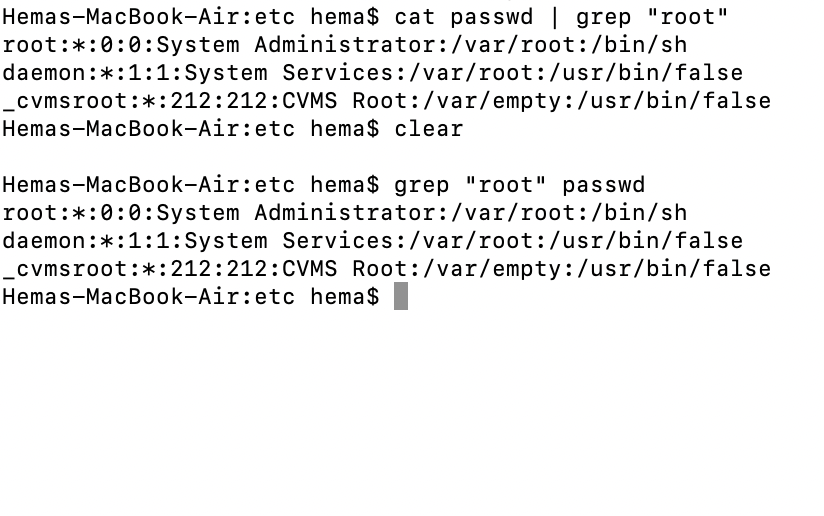 Hemas-MacBook-Air:etc hema$ cat passwd | grep "root"
root:*:0:0:System Administrator:/var/root:/bin/sh
daemon:*:1:1:System Services:/var/root:/usr/bin/false
_cvmsroot:*:212:212:CVMS Root:/var/empty:/usr/bin/false
Hemas-MacBook-Air:etc hema$ clear
Hemas-MacBook-Air:etc hema$ grep "root" passwd
root:*:0:0:System Administrator:/var/root:/bin/sh
daemon:*:1:1:System Services:/var/root:/usr/bin/false
_cvmsroot:*:212:212:CVMS Root:/var/empty:/usr/bin/false
Hemas-MacBook-Air:etc hema$